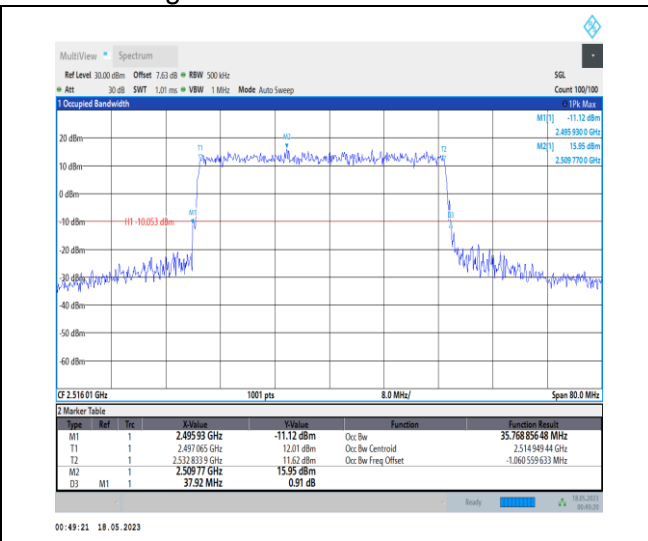 MultiView Spectrum
Ref Level 30.00 dBm Offset 7.63 dB RBW 500 kHz SGL
Att 30 dB SWT 1.01 ms VBW 1 MHz Mode Auto Sweep Count 100/100
1 Occupied Bandwidth 1Pk Max
M1[1] -11.12 dBm
2.495 930 0 GHz
M2[1] 15.95 dBm
2.509 770 0 GHz
20 dBm
M2
T1 T2
10 dBm
0 dBm
M1 D3
-10 dBm H1 -10.053 dBm
-20 dBm
-30 dBm
-40 dBm
-50 dBm
-60 dBm
CF 2.516 01 GHz 1001 pts 8.0 MHz/ Span 80.0 MHz
2 Marker Table
Type Ref Trc X-Value Y-Value Function Function Result
M1 1 2.495 93 GHz -11.12 dBm Occ Bw 35.768 856 48 MHz
T1 1 2.497 065 GHz 12.01 dBm Occ Bw Centroid 2.514 949 44 GHz
T2 1 2.532 833 9 GHz 11.62 dBm Occ Bw Freq Offset -1.060 559 633 MHz
M2 1 2.509 77 GHz 15.95 dBm
D3 M1 1 37.92 MHz 0.91 dB
Ready 18.05.2023
00:49:20
00:49:21 18.05.2023